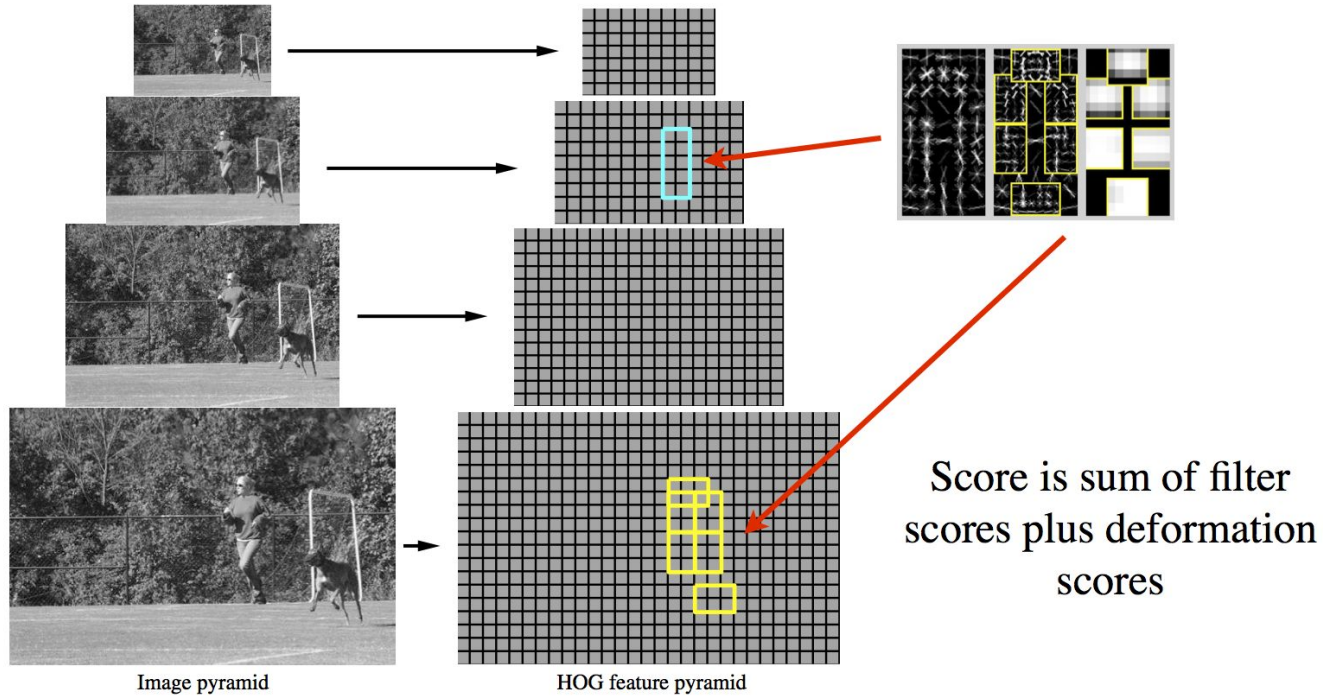 Score is sum of filter
scores plus deformation
scores
Image pyramid
HOG feature pyramid